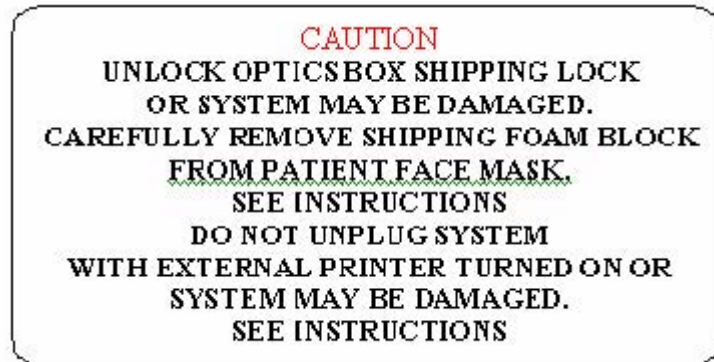 CAUTION
UNLOCK OPTICS BOX SHIPPING LOCK
OR SYSTEM MAY BE DAMAGED.
CAREFULLY REMOVE SHIPPING FOAM BLOCK
FROM PATIENT FACE MASK.
SEE INSTRUCTIONS
DO NOT UNPLUG SYSTEM
WITH EXTERNAL PRINTER TURNED ON OR
SYSTEM MAY BE DAMAGED.
SEE INSTRUCTIONS